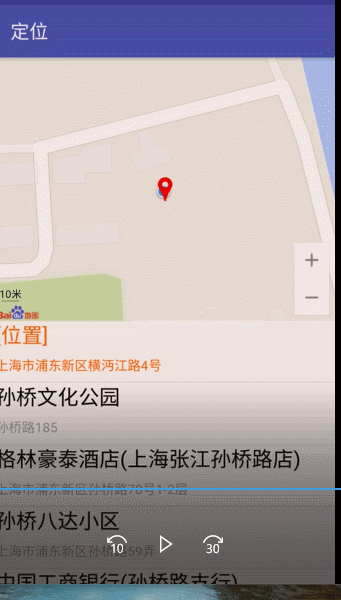 定位
10米
Bai 地图
[位置]
上海市浦东新区横沔江路4号
孙桥文化公园
孙桥路185
格林豪泰酒店(上海张江孙桥路店)
上海市浦东新区孙桥路70号1-2层
孙桥八达小区
上海市浦东新区孙桥路59弄
10
30
中国工商银行(孙桥路支行)